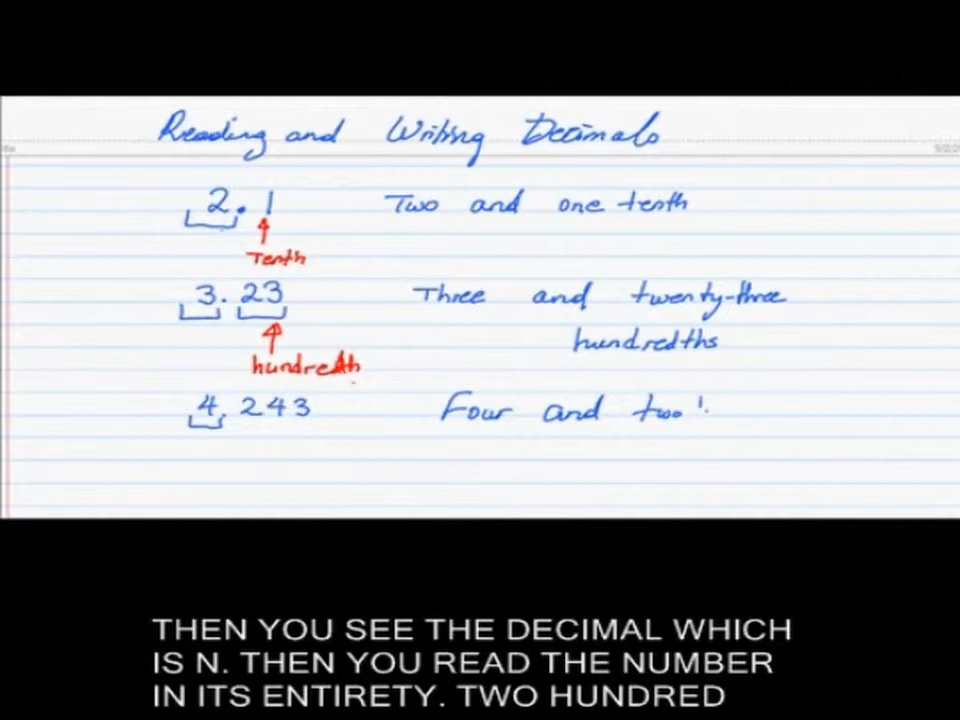 Reading and Writing Decimals
2.1 Two and one tenth
Tenth
3.23 Three and twenty-three
hundredths
hundredth
4.243 Four and two
THEN YOU SEE THE DECIMAL WHICH
IS N. THEN YOU READ THE NUMBER
IN ITS ENTIRETY. TWO HUNDRED